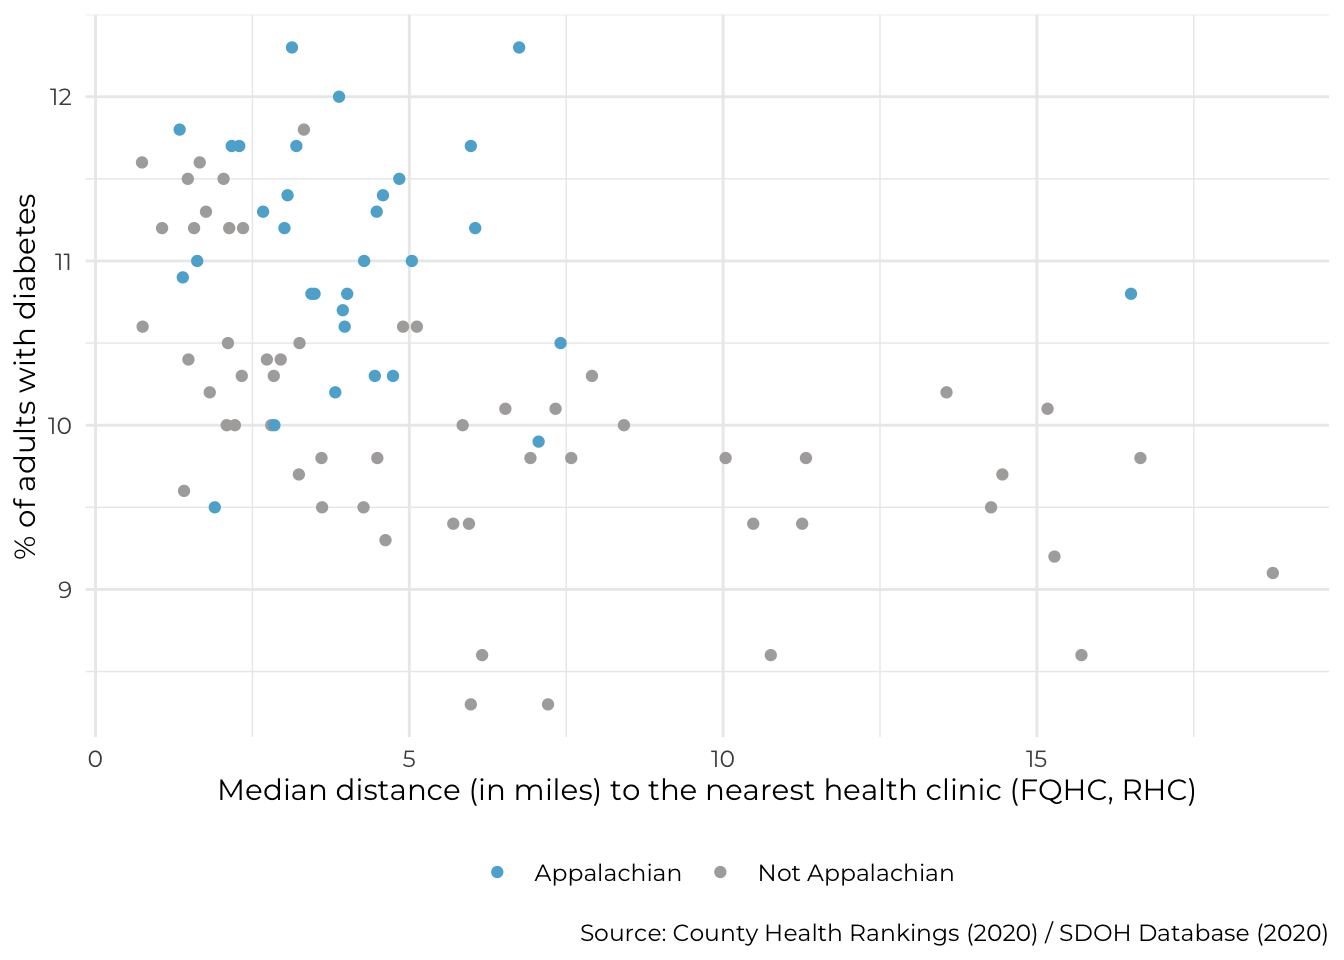 % of adults with diabetes
12
11
10
9
0 5 10 15
Median distance (in miles) to the nearest health clinic (FQHC, RHC)
Appalachian Not Appalachian
Source: County Health Rankings (2020) / SDOH Database (2020)